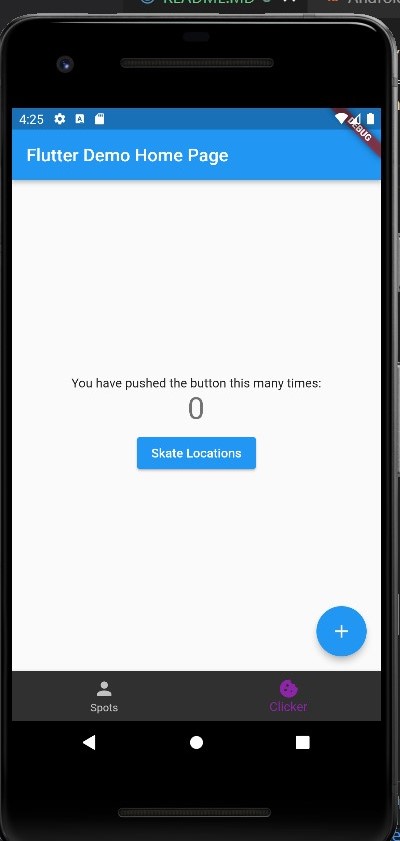 README.MD
4:25
DEBUG
Flutter Demo Home Page
You have pushed the button this many times:
0
Skate Locations
+
Spots
Clicker